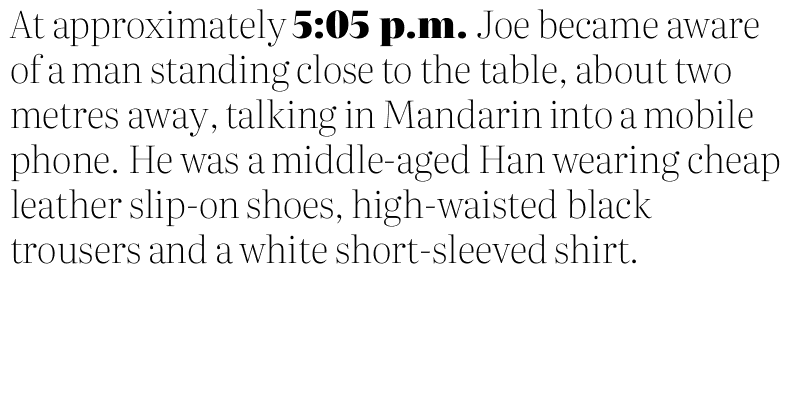 At approximately 5:05 p.m. Joe became aware
of a man standing close to the table, about two
metres away, talking in Mandarin into a mobile
phone. He was a middle-aged Han wearing cheap
leather slip-on shoes, high-waisted black
trousers and a white short-sleeved shirt.